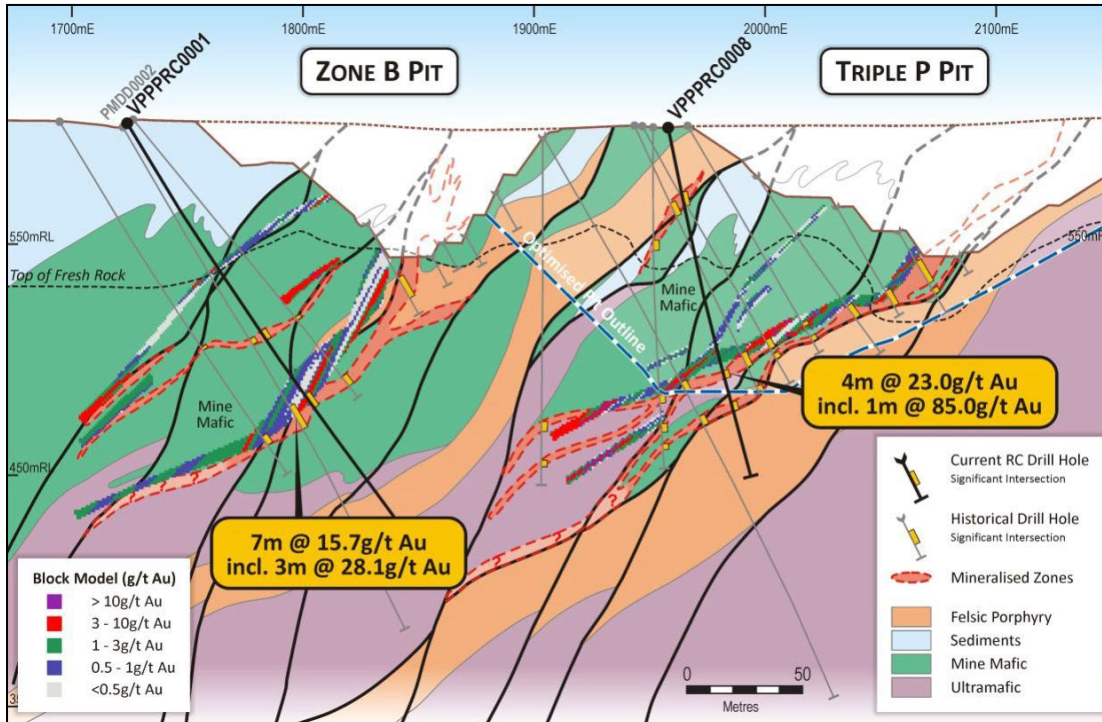 1700mE
1800mE
1900mE
2000mE
2100mE
PMDD0002
VPPPRC0001
ZONE B PIT
VPPPRC0008
TRIPLE P PIT
550mRL
550m
Top of Fresh Rock
Optimised Pit Outline
Mine
Mafic
Mine
Mafic
450mRL
4m @ 23.0g/t Au
incl. 1m @ 85.0g/t Au
7m @ 15.7g/t Au
incl. 3m @ 28.1g/t Au
?
?
?
?
?
?
Block Model (g/t Au)
> 10g/t Au
3 - 10g/t Au
1 - 3g/t Au
0.5 - 1g/t Au
<0.5g/t Au
0
50
Metres
Current RC Drill Hole
Significant Intersection
Historical Drill Hole
Significant Intersection
Mineralised Zones
Felsic Porphyry
Sediments
Mine Mafic
Ultramafic